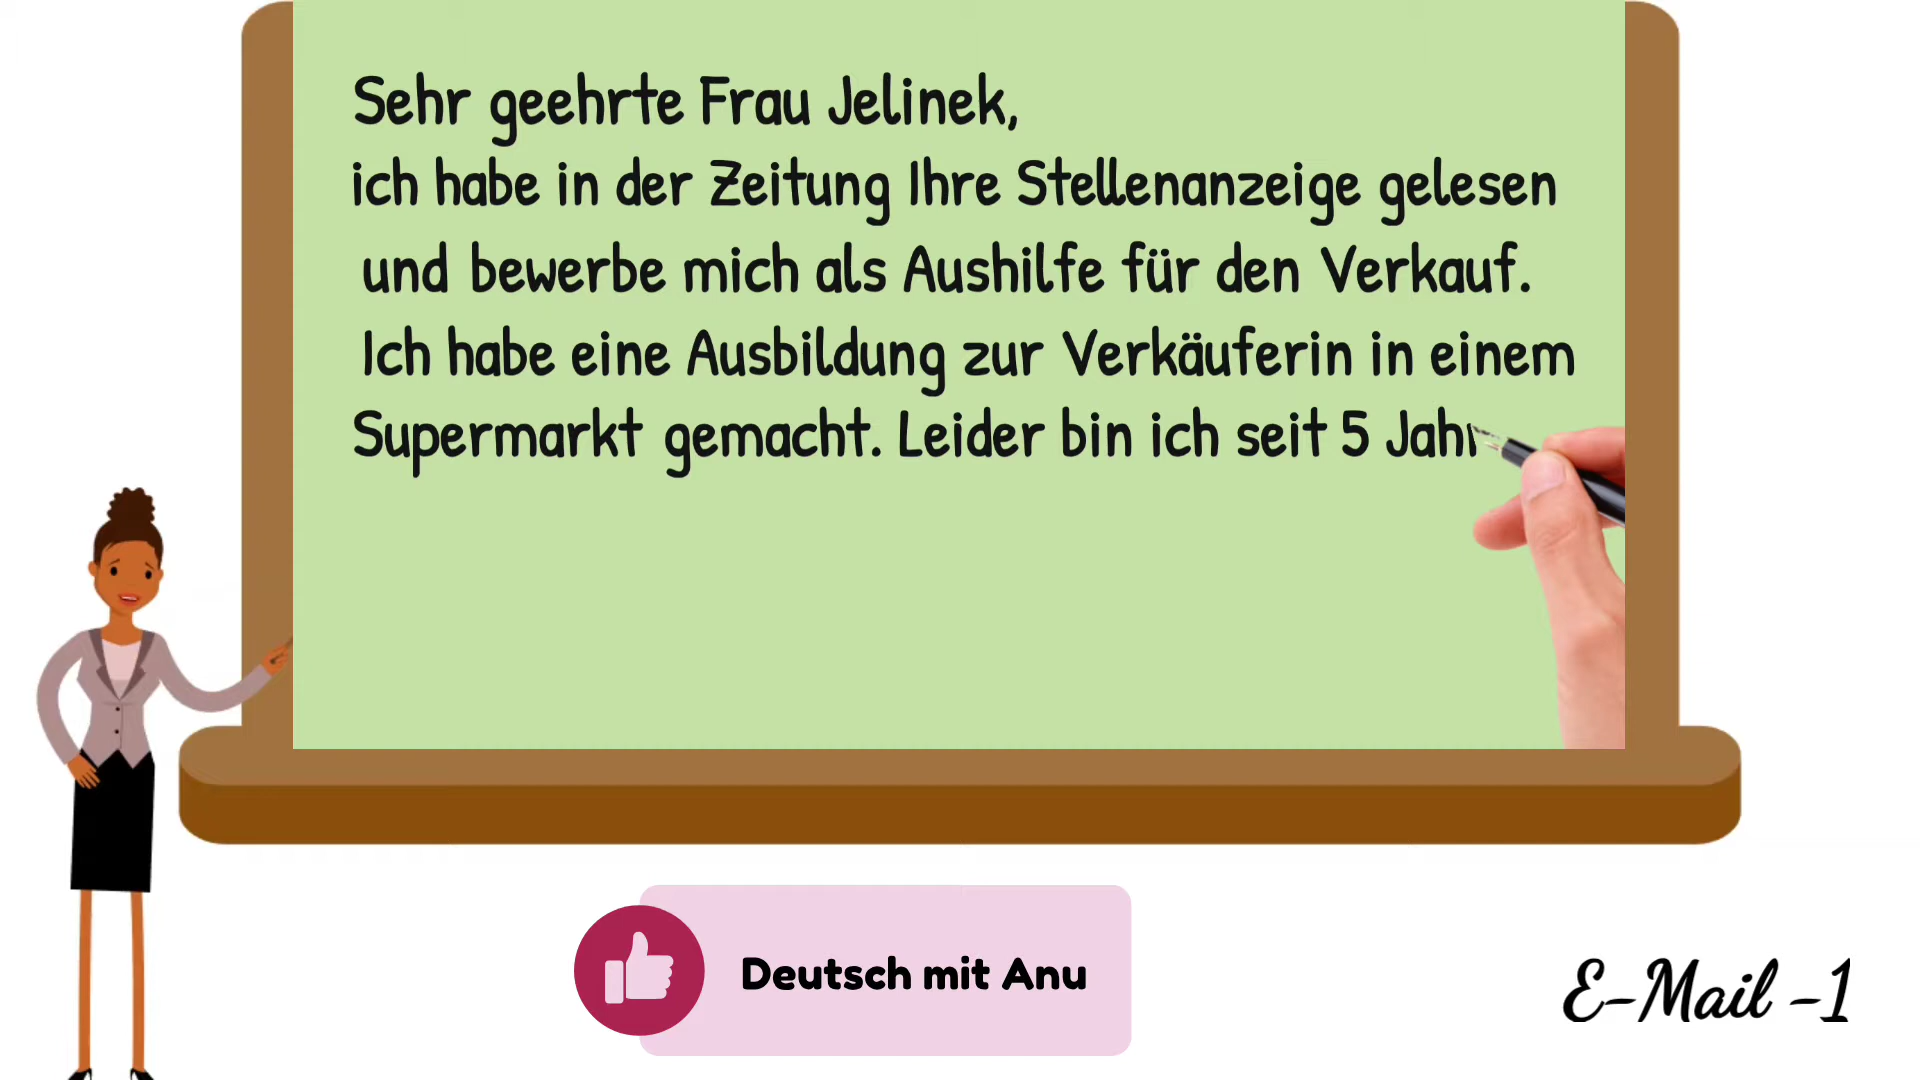 Sehr geehrte Frau Jelinek,
ich habe in der Zeitung Ihre Stellenanzeige gelesen
und bewerbe mich als Aushilfe für den Verkauf.
Ich habe eine Ausbildung zur Verkäuferin in einem
Supermarkt gemacht. Leider bin ich seit 5 Jahr
Deutsch mit Anu
E-Mail -1